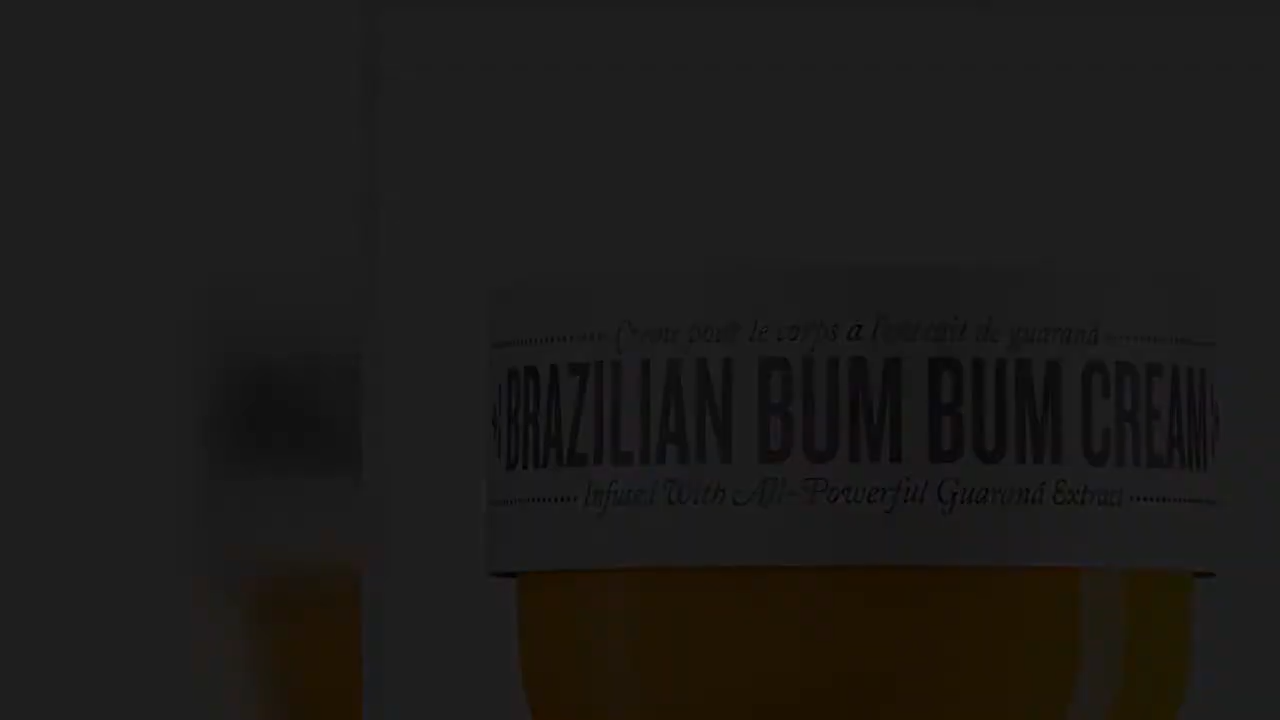 Crème pour le corps à l'extrait de guaraná
BRAZILIAN BUM BUM CREAM
Infused With All-Powerful Guaraná Extract